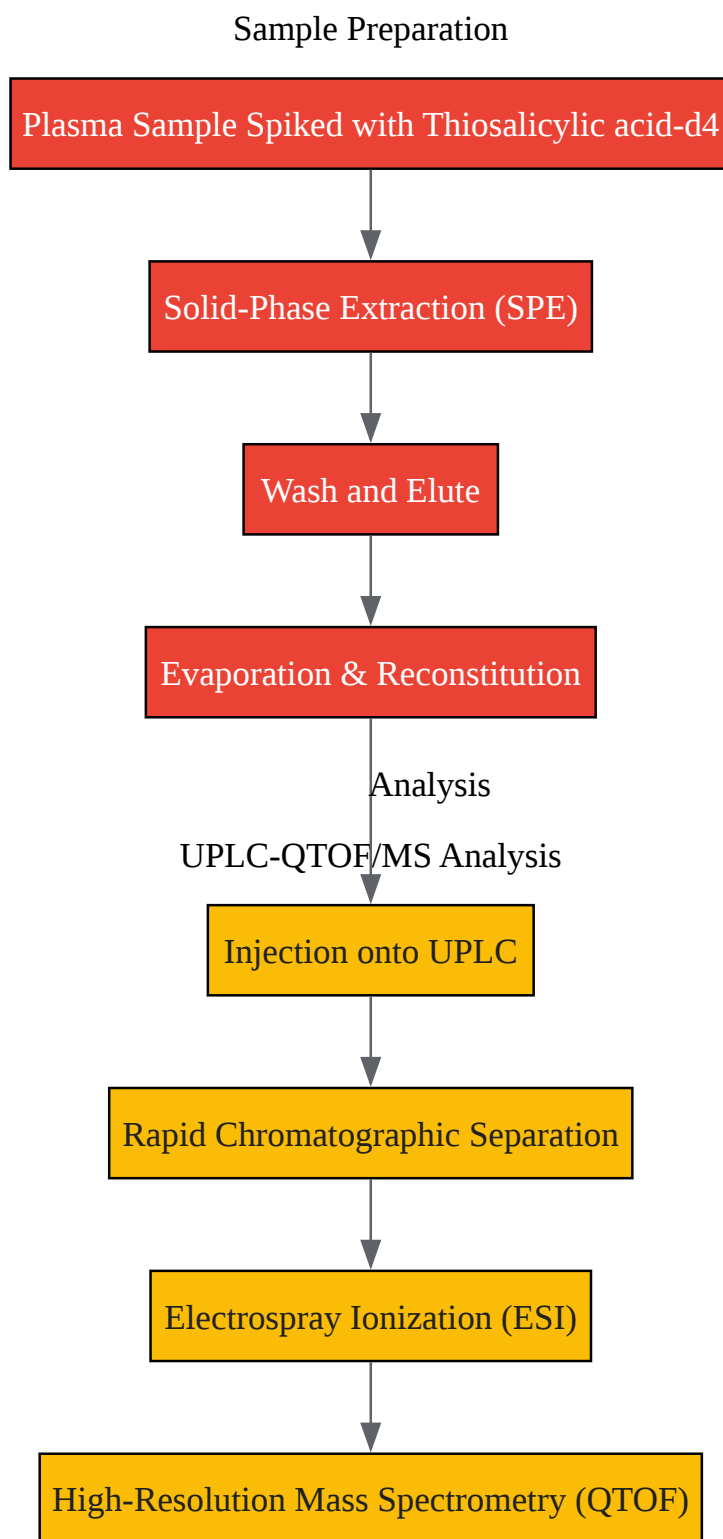 Sample Preparation
Plasma Sample Spiked with Thiosalicylic acid-d4
Solid-Phase Extraction (SPE)
Wash and Elute
Evaporation & Reconstitution
Analysis
UPLC-QTOF/MS Analysis
Injection onto UPLC
Rapid Chromatographic Separation
Electrospray Ionization (ESI)
High-Resolution Mass Spectrometry (QTOF)